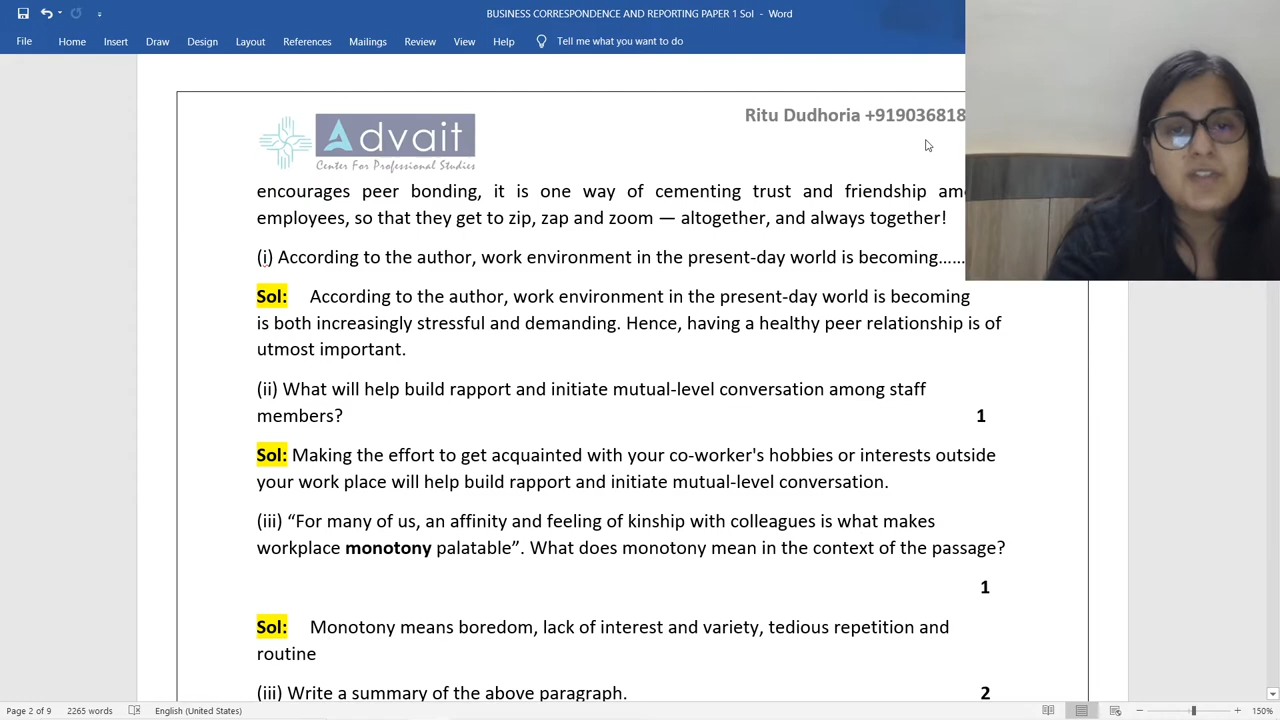 BUSINESS CORRESPONDENCE AND REPORTING PAPER 1 Sol - Word
File Home Insert Draw Design Layout References Mailings Review View Help Tell me what you want to do
Advait
Center For Professional Studies
Ritu Dudhoria +919036818
encourages peer bonding, it is one way of cementing trust and friendship
employees, so that they get to zip, zap and zoom — altogether, and always together!
(i) According to the author, work environment in the present-day world is becoming......
Sol: According to the author, work environment in the present-day world is becoming
is both increasingly stressful and demanding. Hence, having a healthy peer relationship is of
utmost important.
(ii) What will help build rapport and initiate mutual-level conversation among staff
members? 1
Sol: Making the effort to get acquainted with your co-worker's hobbies or interests outside
your work place will help build rapport and initiate mutual-level conversation.
(iii) “For many of us, an affinity and feeling of kinship with colleagues is what makes
workplace monotony palatable”. What does monotony mean in the context of the passage?
1
Sol: Monotony means boredom, lack of interest and variety, tedious repetition and
routine
(iii) Write a summary of the above paragraph. 2
Page 2 of 9 2265 words English (United States) 150%